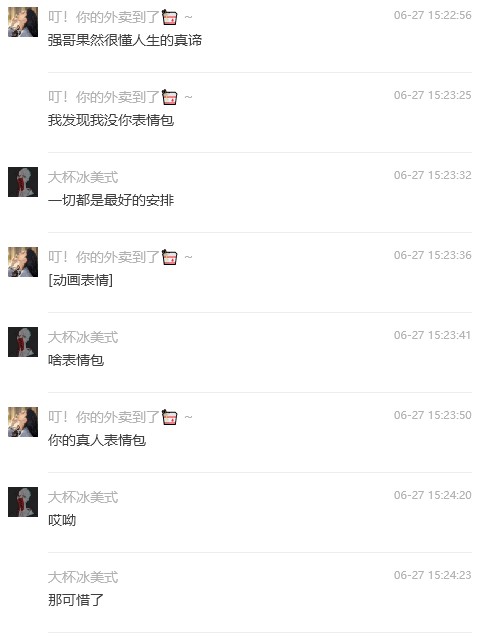 叮！你的外卖到了 ~ 06-27 15:22:56
强哥果然很懂人生的真谛
叮！你的外卖到了 ~ 06-27 15:23:25
我发现我没你表情包
大杯冰美式 06-27 15:23:32
一切都是最好的安排
叮！你的外卖到了 ~ 06-27 15:23:36
[动画表情]
大杯冰美式 06-27 15:23:41
啥表情包
叮！你的外卖到了 ~ 06-27 15:23:50
你的真人表情包
大杯冰美式 06-27 15:24:20
哎呦
大杯冰美式 06-27 15:24:23
那可惜了